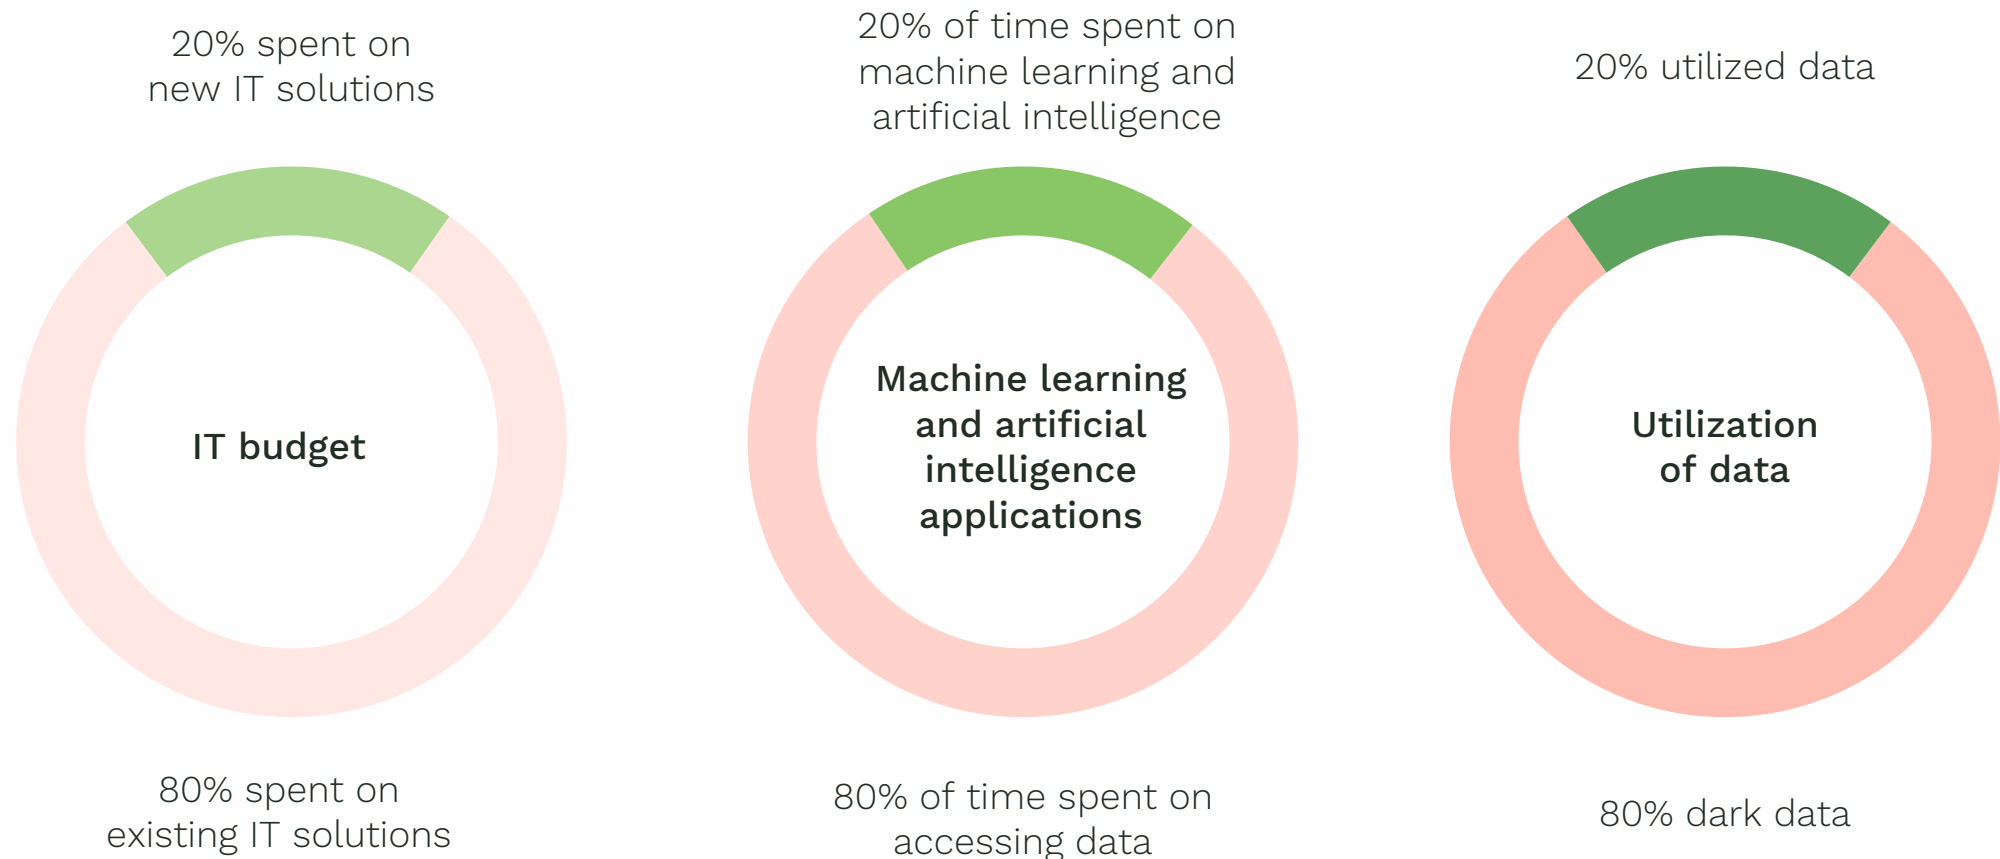 20% spent on
new IT solutions
IT budget
80% spent on
existing IT solutions
20% of time spent on
machine learning and
artificial intelligence
Machine learning
and artificial
intelligence
applications
80% of time spent on
accessing data
20% utilized data
Utilization
of data
80% dark data